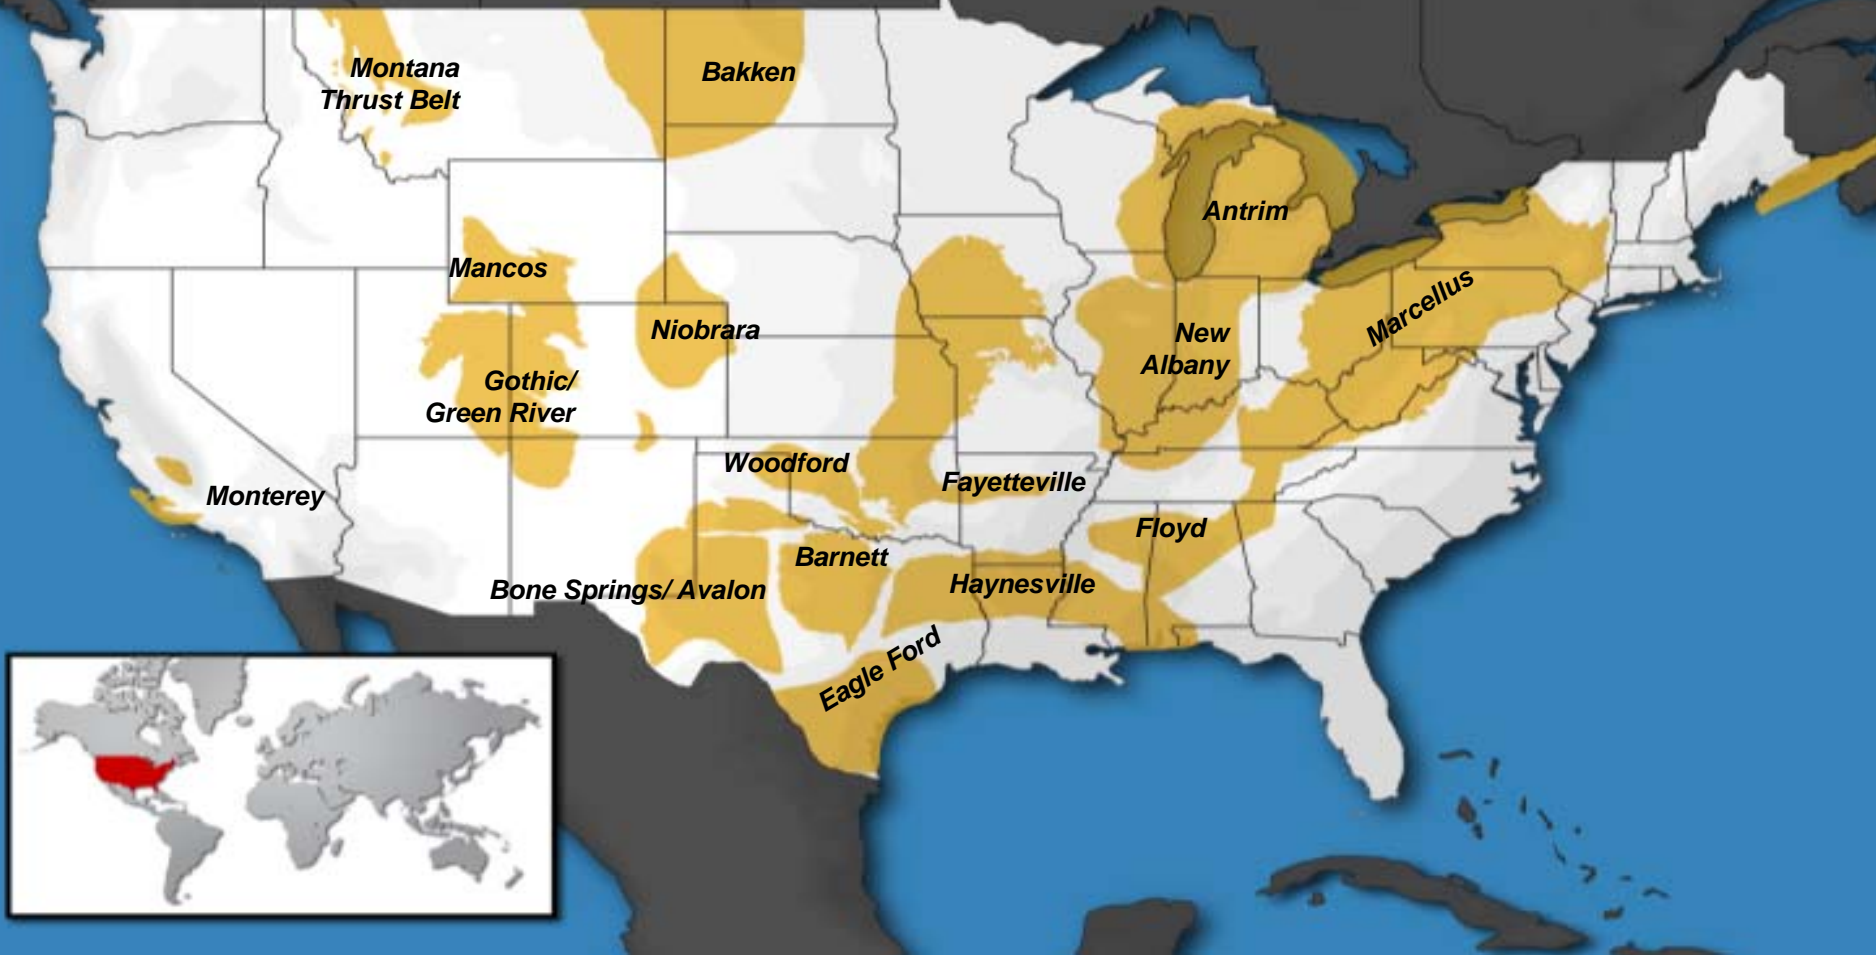 Montana
Thrust Belt
Bakken
Antrim
Mancos
Marcellus
Niobrara
New
Albany
Gothic/
Green River
Woodford
Fayetteville
Monterey
Floyd
Barnett
Bone Springs/ Avalon
Haynesville
Eagle Ford